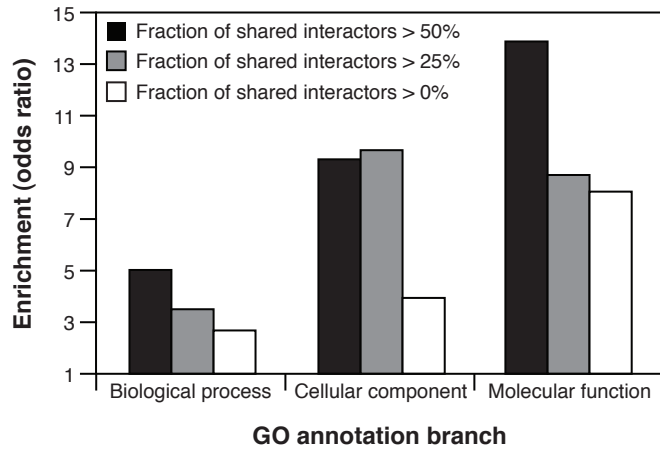 15
13
11
9
7
5
3
1
Enrichment (odds ratio)
Fraction of shared interactors > 50%
Fraction of shared interactors > 25%
Fraction of shared interactors > 0%
Biological process
Cellular component
Molecular function
GO annotation branch